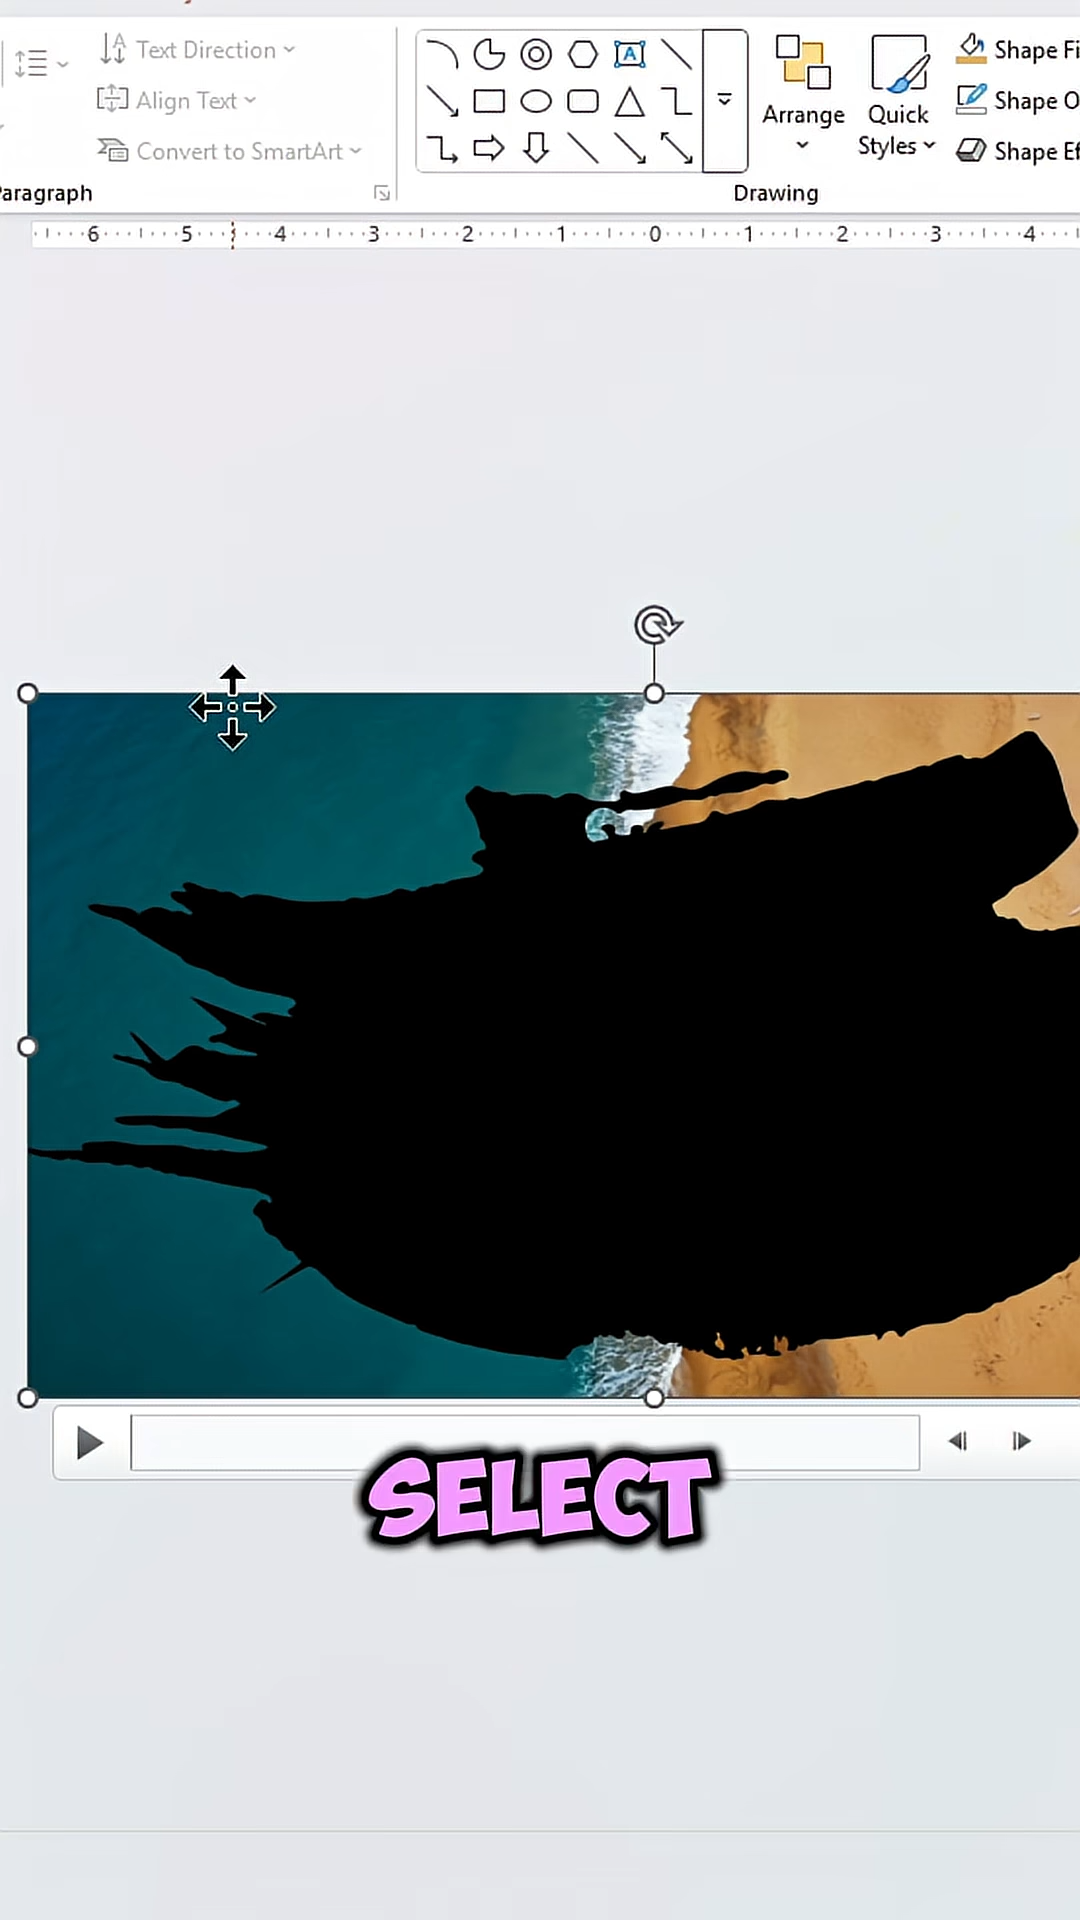 Text Direction
Align Text
Convert to SmartArt
Paragraph
A
Arrange
Quick
Styles
Shape Fi
Shape O
Shape Ef
Drawing
6 5 4 3 2 1 0 1 2 3 4
SELECT